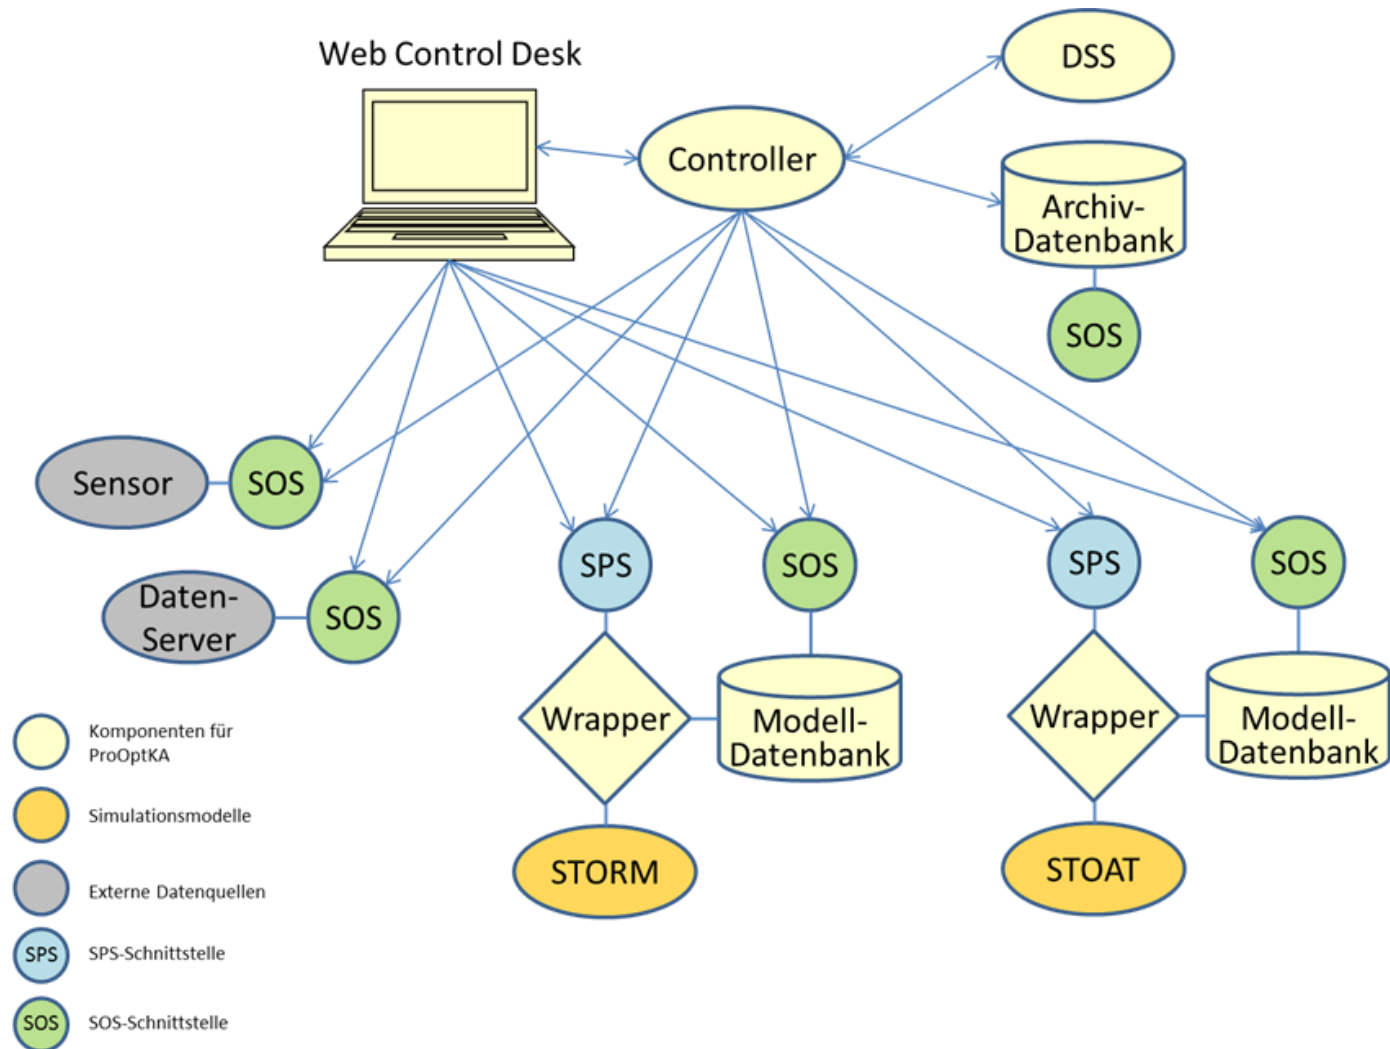 Web Control Desk
DSS
Controller
Archiv-
Datenbank
SOS
Sensor
SOS
Daten-
Server
SOS
SPS
SOS
SPS
SOS
Wrapper
Modell-
Datenbank
Wrapper
Modell-
Datenbank
STORM
STOAT
Komponenten für
ProOptKA
Simulationsmodelle
Externe Datenquellen
SPS
SPS-Schnittstelle
SOS
SOS-Schnittstelle